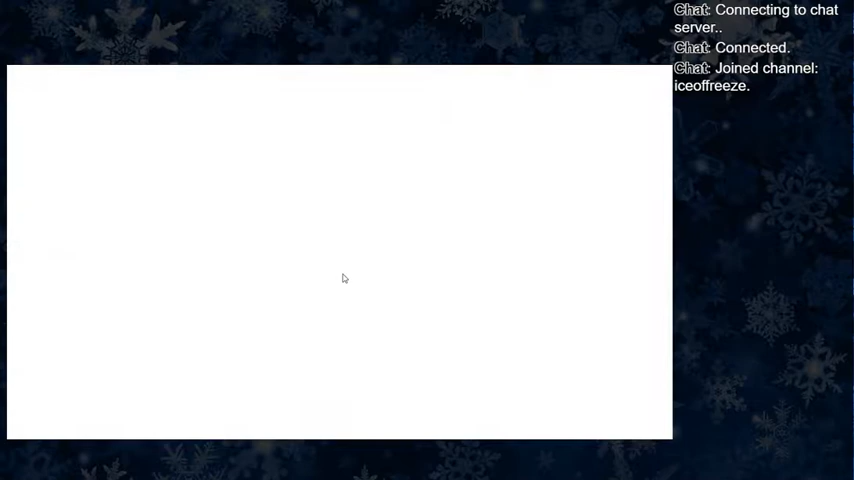 Chat: Connecting to chat
server..
Chat: Connected.
Chat: Joined channel:
iceoffreeze.